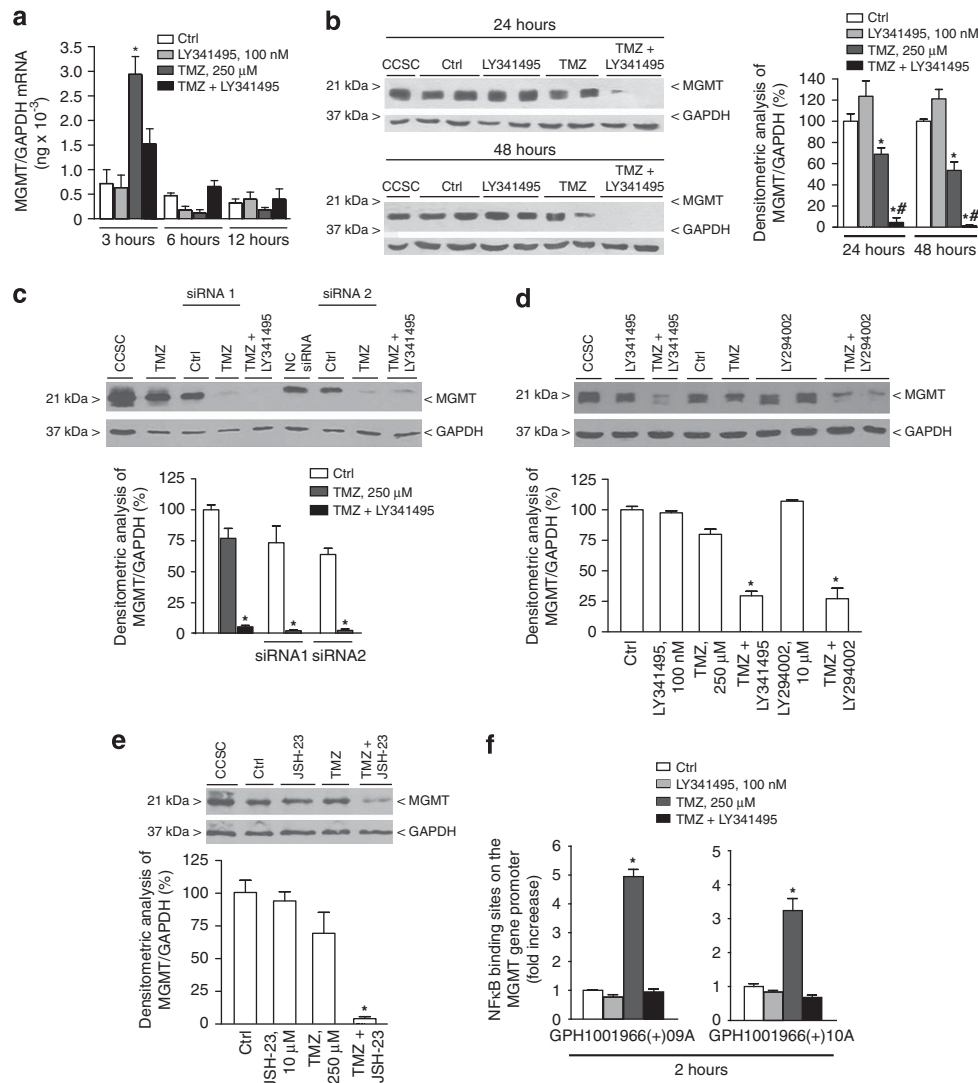 a
Ctrl
LY341495, 100 nM
TMZ, 250 μM
TMZ + LY341495
MGMT/GAPDH mRNA
(ng x 10-3)
3.5
3.0
2.5
2.0
1.5
1.0
0.5
0.0
*
3 hours
6 hours
12 hours
b
24 hours
CCSC
Ctrl
LY341495
TMZ
TMZ +
LY341495
21 kDa >
< MGMT
37 kDa >
< GAPDH
48 hours
CCSC
Ctrl
LY341495
TMZ
TMZ +
LY341495
21 kDa >
< MGMT
37 kDa >
< GAPDH
Ctrl
LY341495, 100 nM
TMZ, 250 μM
TMZ + LY341495
Densitometric analysis of
MGMT/GAPDH (%)
140
120
100
80
60
40
20
0
*
*#
*
*#
24 hours
48 hours
c
siRNA 1
siRNA 2
CCSC
TMZ
Ctrl
TMZ
TMZ +
LY341495
NC
siRNA
Ctrl
TMZ
TMZ +
LY341495
21 kDa >
< MGMT
37 kDa >
< GAPDH
Ctrl
TMZ, 250 μM
TMZ + LY341495
Densitometric analysis of
MGMT/GAPDH (%)
125
100
75
50
25
0
*
*
*
siRNA1
siRNA2
d
CCSC
LY341495
TMZ +
LY341495
Ctrl
TMZ
LY294002
TMZ +
LY294002
21 kDa >
< MGMT
37 kDa >
< GAPDH
Densitometric analysis of
MGMT/GAPDH (%)
125
100
75
50
25
0
*
*
Ctrl
LY341495,
100 nM
TMZ,
250 μM
TMZ +
LY341495
LY294002,
10 μM
TMZ +
LY294002
e
CCSC
Ctrl
JSH-23
TMZ
TMZ +
JSH-23
21 kDa >
< MGMT
37 kDa >
< GAPDH
Densitometric analysis of
MGMT/GAPDH (%)
125
100
75
50
25
0
*
Ctrl
JSH-23,
10 μM
TMZ,
250 μM
TMZ +
JSH-23
f
Ctrl
LY341495, 100 nM
TMZ, 250 μM
TMZ + LY341495
NFκB binding sites on the
MGMT gene promoter
(fold increease)
6
5
4
3
2
1
0
*
GPH1001966(+)09A
5
4
3
2
1
0
*
GPH1001966(+)10A
2 hours